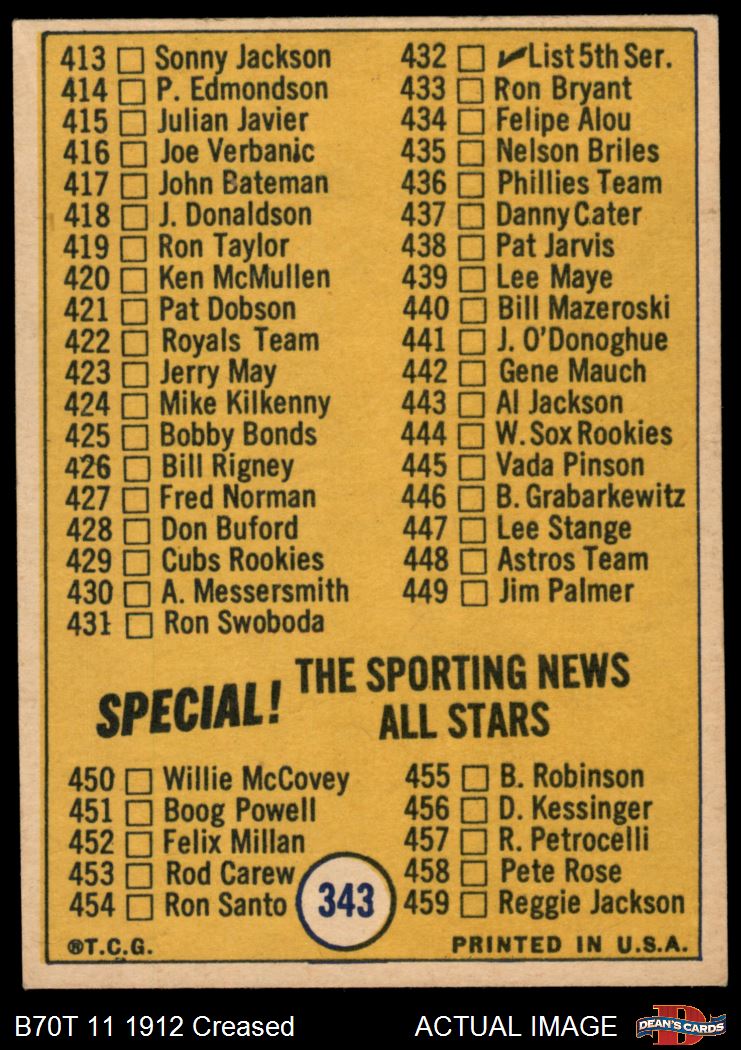 413 Sonny Jackson
414 P. Edmondson
415 Julian Javier
416 Joe Verbanic
417 John Bateman
418 J. Donaldson
419 Ron Taylor
420 Ken McMullen
421 Pat Dobson
422 Royals Team
423 Jerry May
424 Mike Kilkenny
425 Bobby Bonds
426 Bill Rigney
427 Fred Norman
428 Don Buford
429 Cubs Rookies
430 A. Messersmith
431 Ron Swoboda
432 List 5th Ser.
433 Ron Bryant
434 Felipe Alou
435 Nelson Briles
436 Phillies Team
437 Danny Cater
438 Pat Jarvis
439 Lee Maye
440 Bill Mazeroski
441 J. O'Donoghue
442 Gene Mauch
443 Al Jackson
444 W. Sox Rookies
445 Vada Pinson
446 B. Grabarkewitz
447 Lee Stange
448 Astros Team
449 Jim Palmer
SPECIAL! THE SPORTING NEWS
ALL STARS
450 Willie McCovey
451 Boog Powell
452 Felix Millan
453 Rod Carew
454 Ron Santo
455 B. Robinson
456 D. Kessinger
457 R. Petrocelli
458 Pete Rose
459 Reggie Jackson
343
®T.C.G.
PRINTED IN U.S.A.
B70T 11 1912 Creased
ACTUAL IMAGE
D
DEAN'S CARDS